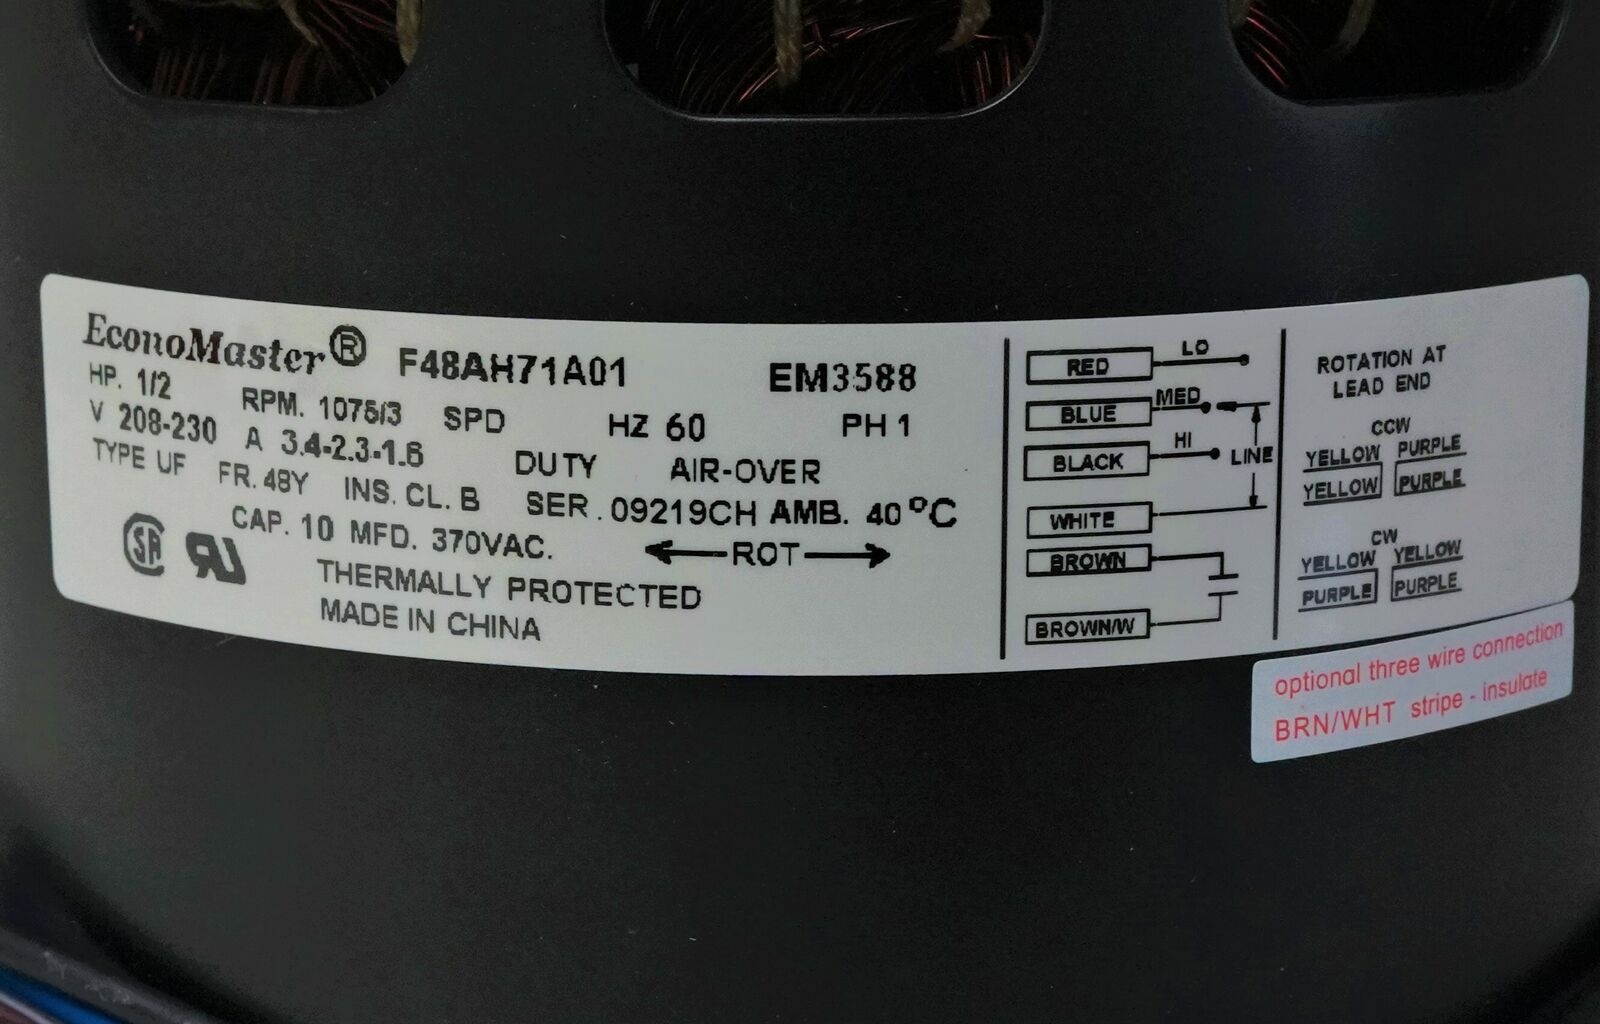 EconoMaster® F48AH71A01 EM3588
HP. 1/2 RPM. 1075/3 SPD HZ 60 PH 1
V 208-230 A 3.4-2.3-1.6 DUTY AIR-OVER
TYPE UF FR. 48Y INS. CL. B SER. 09219CH AMB. 40°C
CAP. 10 MFD. 370VAC. ROT
THERMALLY PROTECTED
MADE IN CHINA
SA
RU
RED LO
BLUE MED
BLACK HI LINE
WHITE
BROWN
BROWN/W
ROTATION AT
LEAD END
CCW
YELLOW PURPLE
YELLOW PURPLE
CW
YELLOW YELLOW
PURPLE PURPLE
optional three wire connection
BRN/WHT stripe - insulate